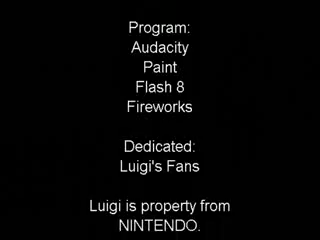 Program:
Audacity
Paint
Flash 8
Fireworks
Dedicated:
Luigi's Fans
Luigi is property from
NINTENDO.